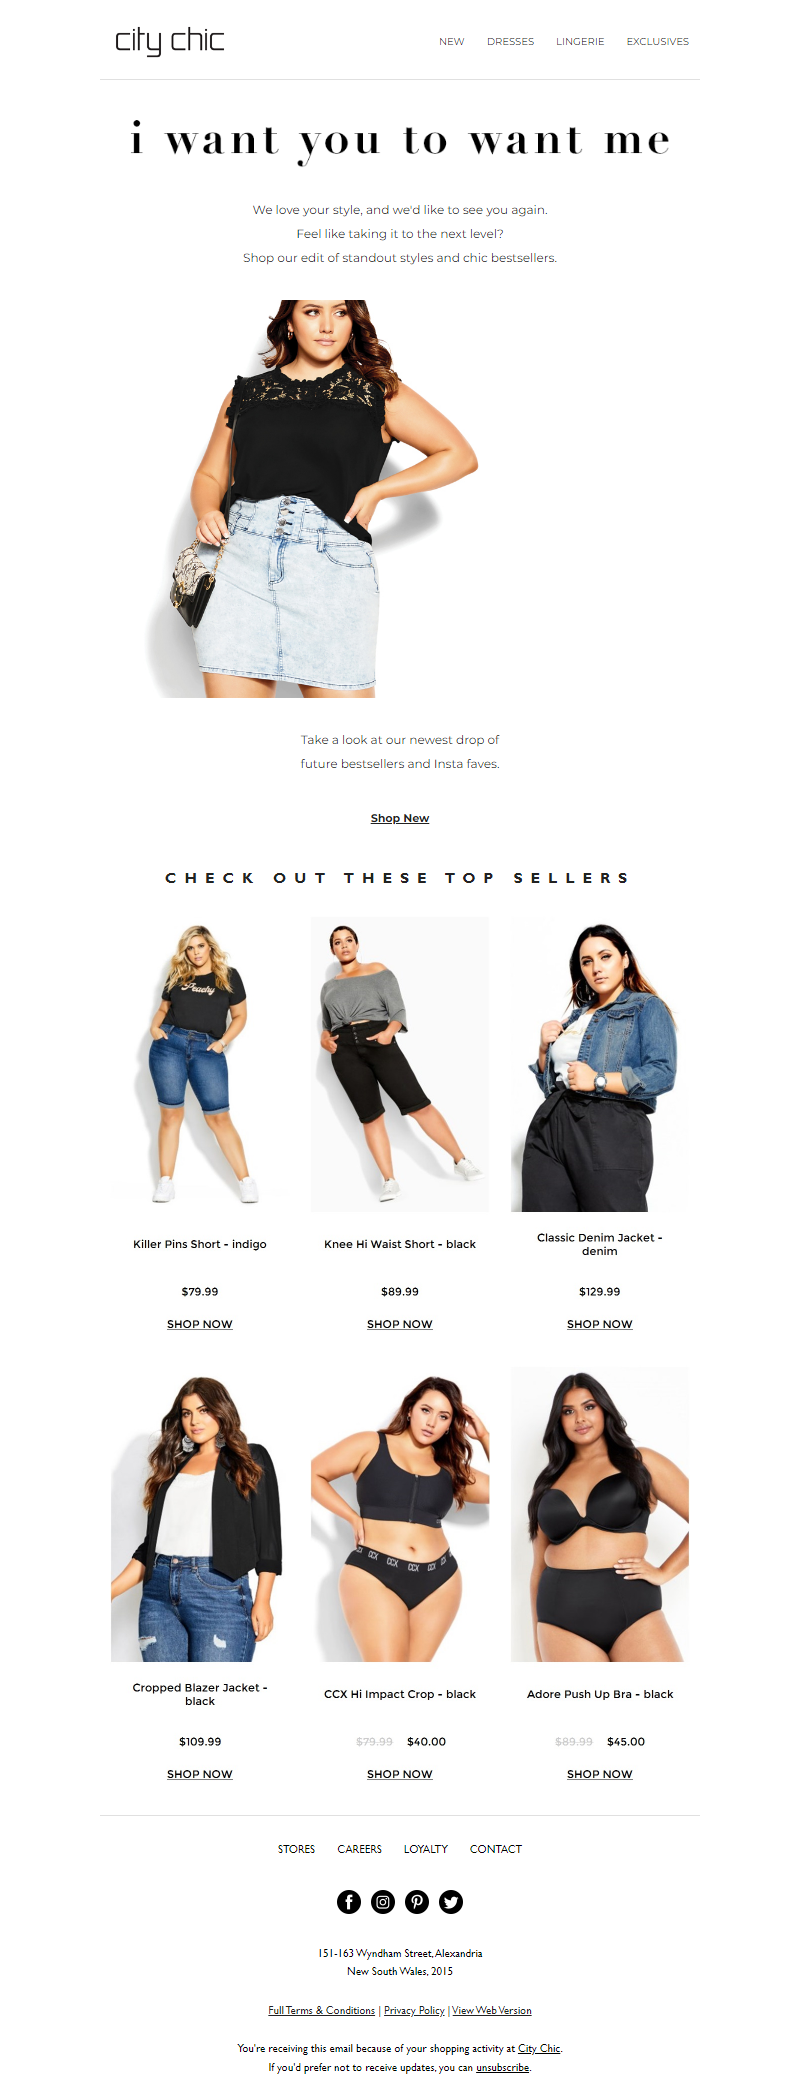 city chic
NEW DRESSES LINGERIE EXCLUSIVES
i want you to want me
We love your style, and we'd like to see you again.
Feel like taking it to the next level?
Shop our edit of standout styles and chic bestsellers.
Take a look at our newest drop of
future bestsellers and Insta faves.
Shop New
CHECK OUT THESE TOP SELLERS
Peachy
Killer Pins Short - indigo
$79.99
SHOP NOW
Knee Hi Waist Short - black
$89.99
SHOP NOW
Classic Denim Jacket -
denim
$129.99
SHOP NOW
Cropped Blazer Jacket -
black
$109.99
SHOP NOW
CCX CCX CCX
CCX Hi Impact Crop - black
$79.99 $40.00
SHOP NOW
Adore Push Up Bra - black
$89.99 $45.00
SHOP NOW
STORES CAREERS LOYALTY CONTACT
151-163 Wyndham Street, Alexandria
New South Wales, 2015
Full Terms & Conditions | Privacy Policy | View Web Version
You're receiving this email because of your shopping activity at City Chic.
If you'd prefer not to receive updates, you can unsubscribe.